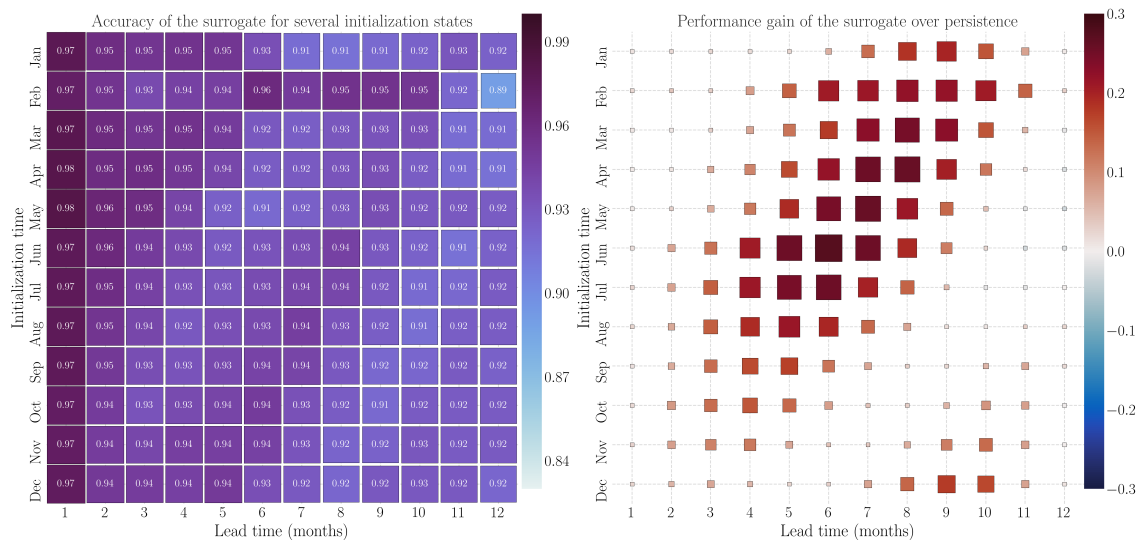 Accuracy of the surrogate for several initialization states
Jan 0.97 0.95 0.95 0.95 0.95 0.93 0.91 0.91 0.91 0.92 0.93 0.92
Feb 0.97 0.95 0.93 0.94 0.94 0.96 0.94 0.95 0.95 0.95 0.92 0.89
Mar 0.97 0.95 0.95 0.95 0.94 0.92 0.92 0.93 0.93 0.93 0.91 0.91
Apr 0.98 0.95 0.95 0.95 0.94 0.92 0.92 0.92 0.93 0.92 0.91 0.91
May 0.98 0.96 0.95 0.94 0.92 0.91 0.92 0.93 0.93 0.92 0.92 0.92
Jun 0.97 0.96 0.94 0.93 0.92 0.93 0.93 0.94 0.93 0.92 0.91 0.92
Jul 0.97 0.95 0.94 0.93 0.93 0.93 0.94 0.94 0.92 0.91 0.92 0.92
Aug 0.97 0.95 0.94 0.92 0.93 0.94 0.94 0.93 0.92 0.91 0.92 0.92
Sep 0.97 0.95 0.93 0.93 0.94 0.94 0.94 0.93 0.92 0.92 0.92 0.92
Oct 0.97 0.94 0.93 0.93 0.94 0.94 0.93 0.92 0.91 0.92 0.92 0.92
Nov 0.97 0.94 0.94 0.94 0.94 0.94 0.93 0.92 0.92 0.93 0.92 0.92
Dec 0.97 0.94 0.94 0.94 0.94 0.93 0.92 0.91 0.92 0.92 0.92 0.92
1 2 3 4 5 6 7 8 9 10 11 12
Lead time (months)
Initialization time
0.99
0.96
0.93
0.90
0.87
0.84
Performance gain of the surrogate over persistence
Jan
Feb
Mar
Apr
May
Jun
Jul
Aug
Sep
Oct
Nov
Dec
1 2 3 4 5 6 7 8 9 10 11 12
Lead time (months)
Initialization time
0.3
0.2
0.1
0.0
−0.1
−0.2
−0.3